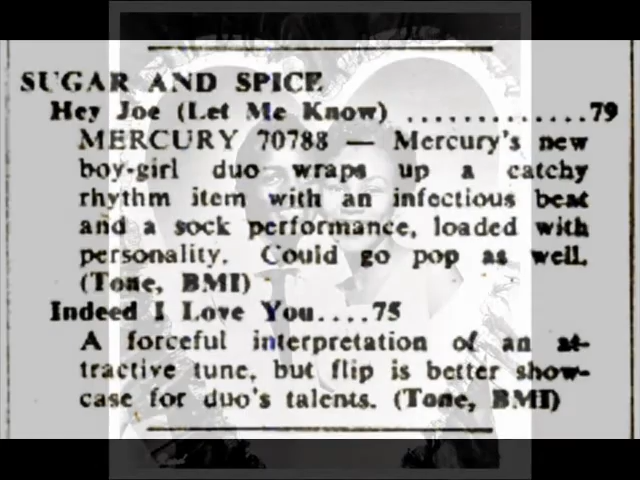 SUGAR AND SPICE
Hey Joe (Let Me Know) .............79
MERCURY 70788 — Mercury's new
boy-girl duo wraps up a catchy
rhythm item with an infectious beat
and a sock performance, loaded with
personality. Could go pop as well.
(Tone, BMI)
Indeed I Love You....75
A forceful interpretation of an at-
tractive tune, but flip is better show-
case for duo's talents. (Tone, BMI)